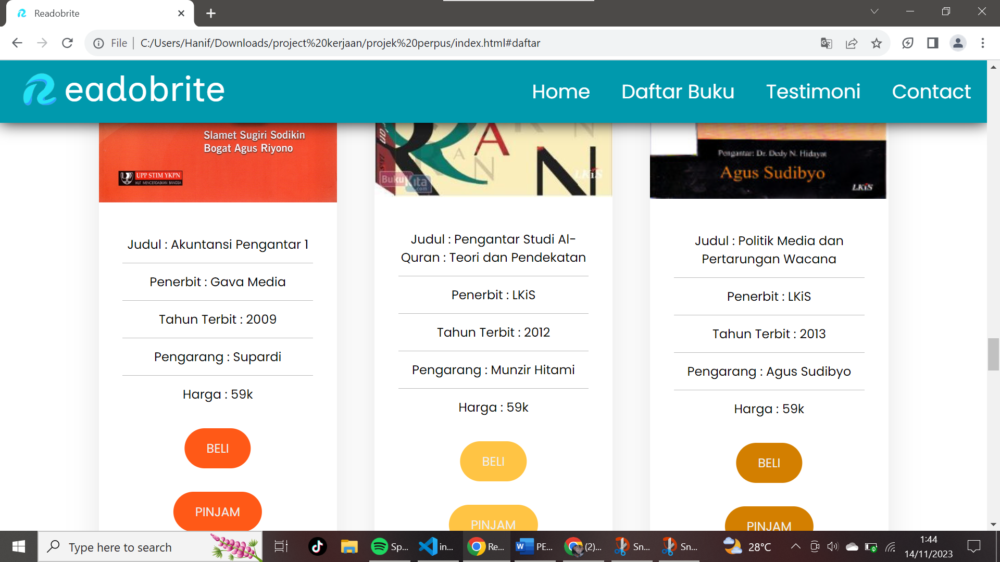 Readobrite
File
C:/Users/Hanif/Downloads/project%20kerjaan/projek%20perpus/index.html#daftar
eadobrite
Home
Daftar Buku
Testimoni
Contact
Slamet Sugiri Sodikin
Bogat Agus Riyono
UPP STIM YKPN
IKUT MENCERDASKAN BANGSA
Judul : Akuntansi Pengantar 1
Penerbit : Gava Media
Tahun Terbit : 2009
Pengarang : Supardi
Harga : 59k
BELI
PINJAM
R A N
A N
N
BukuKita
.com
LKiS
Judul : Pengantar Studi Al-
Quran : Teori dan Pendekatan
Penerbit : LKiS
Tahun Terbit : 2012
Pengarang : Munzir Hitami
Harga : 59k
BELI
PINJAM
Pengantar: Dr. Dedy N. Hidayat
Agus Sudibyo
LKiS
Judul : Politik Media dan
Pertarungan Wacana
Penerbit : LKiS
Tahun Terbit : 2013
Pengarang : Agus Sudibyo
Harga : 59k
BELI
PINJAM
Type here to search
Sp...
in...
Re...
PE...
(2)...
Sn...
Sn...
28°C
1:44
14/11/2023